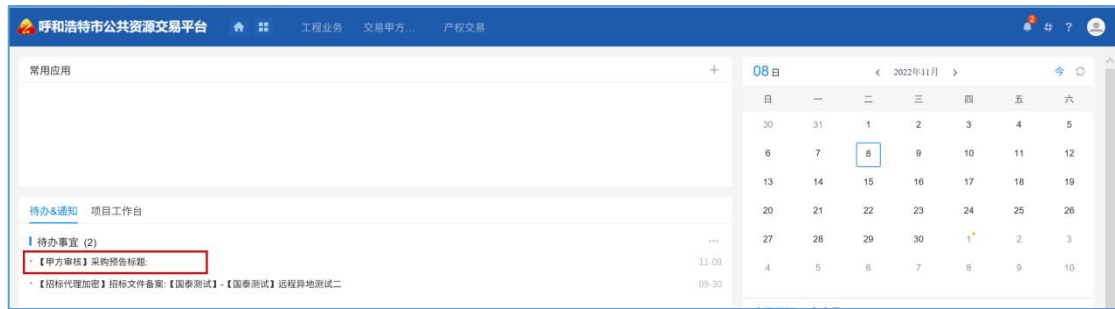 呼和浩特市公共资源交易平台 工程业务 交易甲方... 产权交易 2 ?
常用应用 +
08日 < 2022年11月 > 今
日 一 二 三 四 五 六
30 31 1 2 3 4 5
6 7 8 9 10 11 12
13 14 15 16 17 18 19
20 21 22 23 24 25 26
27 28 29 30 1 2 3
4 5 6 7 8 9 10
待办&通知 项目工作台
待办事宜 (2) ...
【甲方审核】采购预告标题: 11-08
【招标代理加密】招标文件备案:【国泰测试】-【国泰测试】远程异地测试二 09-30